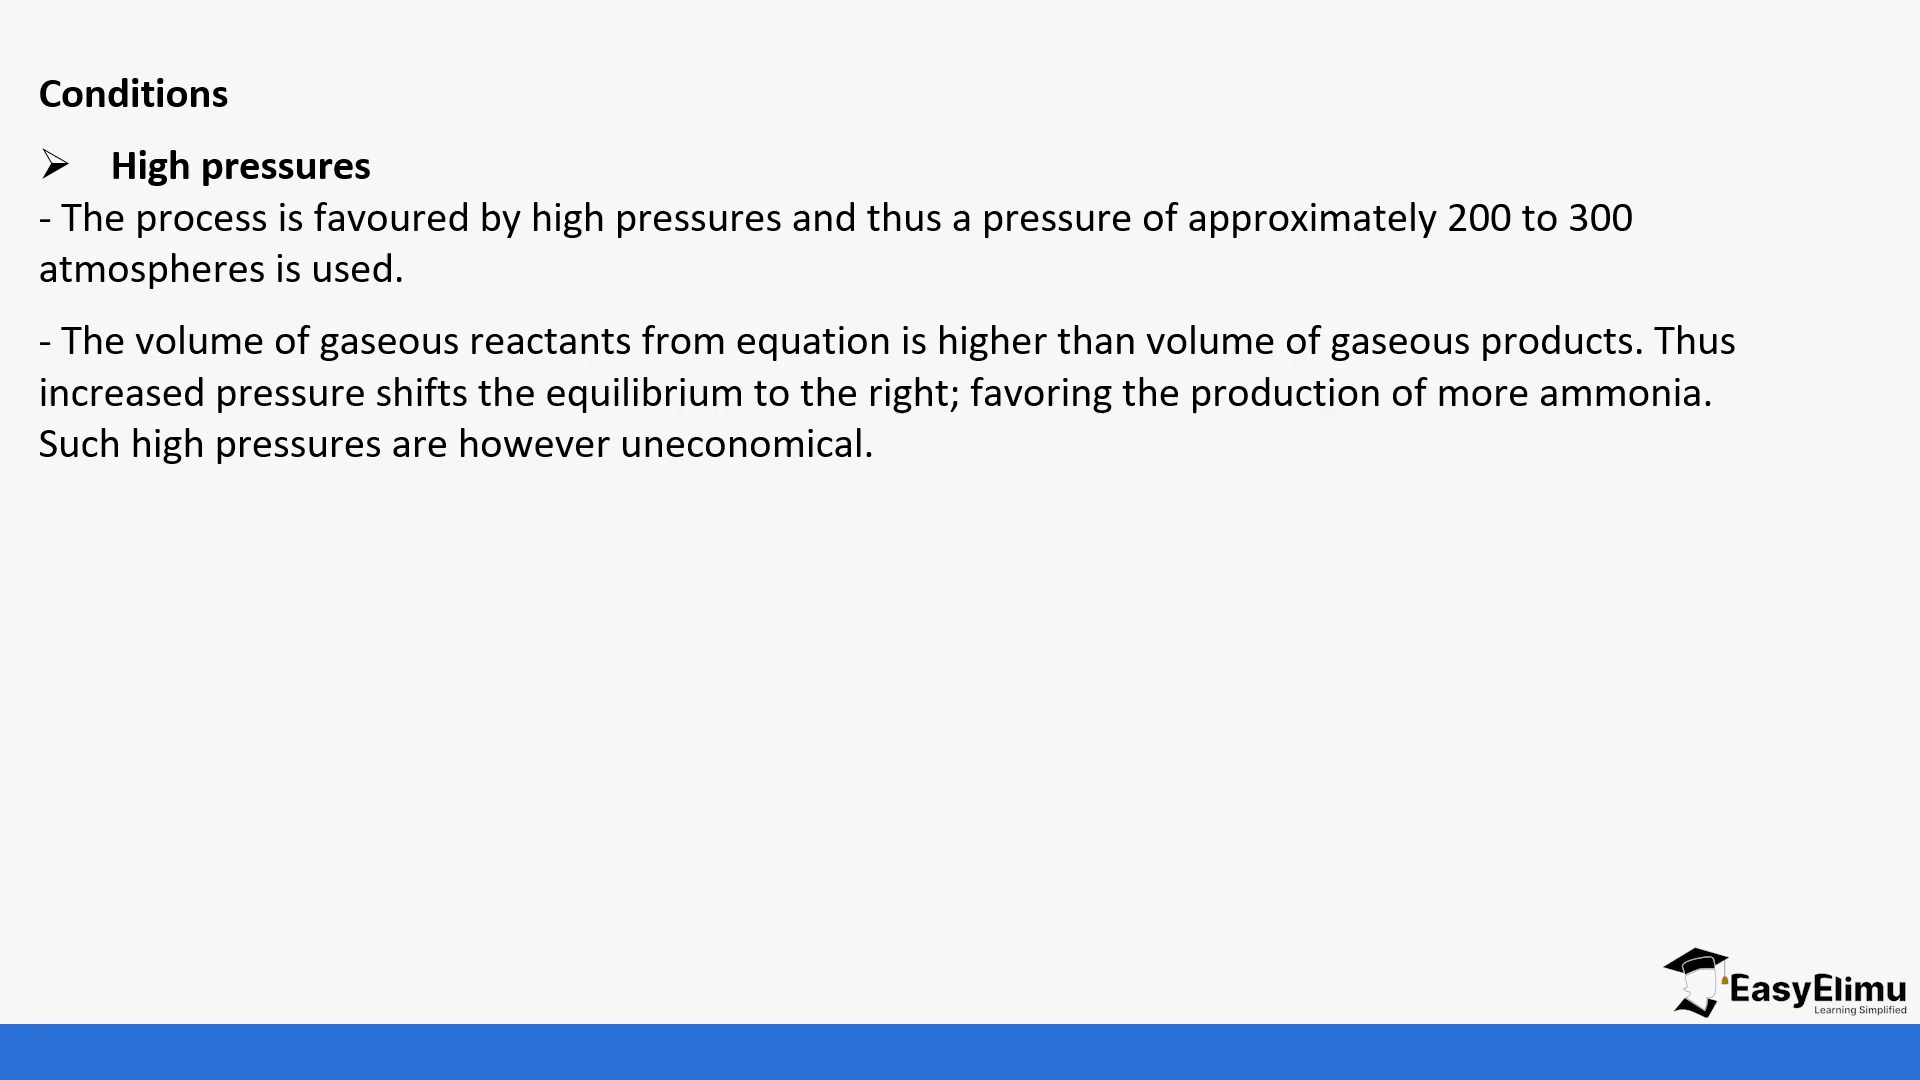 Conditions
➢ High pressures
- The process is favoured by high pressures and thus a pressure of approximately 200 to 300
atmospheres is used.
- The volume of gaseous reactants from equation is higher than volume of gaseous products. Thus
increased pressure shifts the equilibrium to the right; favoring the production of more ammonia.
Such high pressures are however uneconomical.
EasyElimu
Learning Simplified